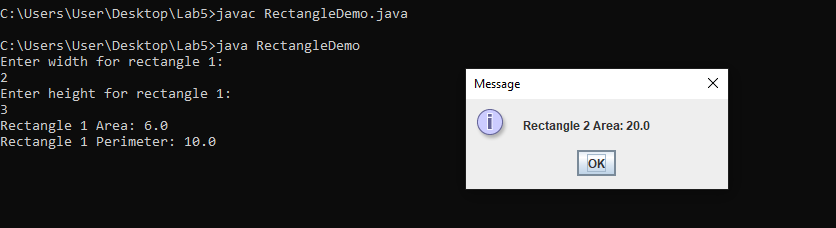 C:\Users\User\Desktop\Lab5>javac RectangleDemo.java
C:\Users\User\Desktop\Lab5>java RectangleDemo
Enter width for rectangle 1:
2
Enter height for rectangle 1:
3
Rectangle 1 Area: 6.0
Rectangle 1 Perimeter: 10.0
Message
Rectangle 2 Area: 20.0
OK